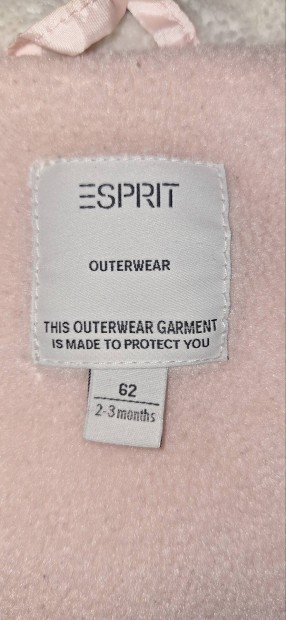 ESPRIT
OUTERWEAR
THIS OUTERWEAR GARMENT
IS MADE TO PROTECT YOU
62
2-3 months